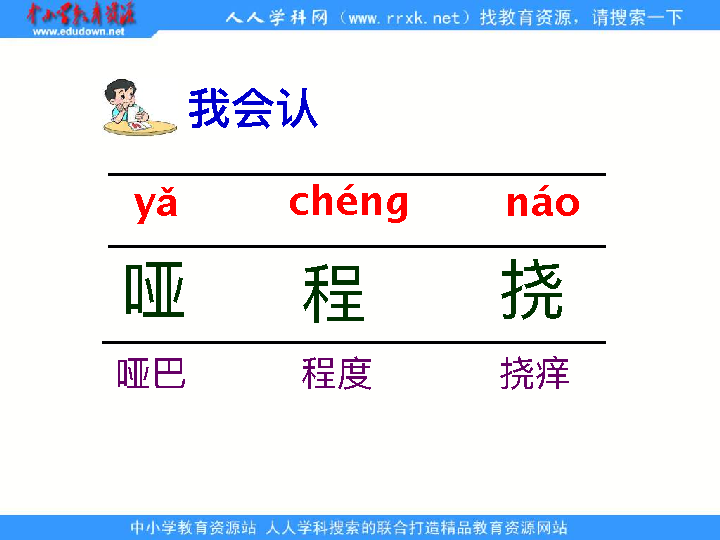 中小学教育资源
www.edudown.net
人人学科网（www.rrxk.net）找教育资源，请搜索一下
我会认
yǎ chéng náo
哑 程 挠
哑巴 程度 挠痒
中小学教育资源站 人人学科搜索的联合打造精品教育资源网站